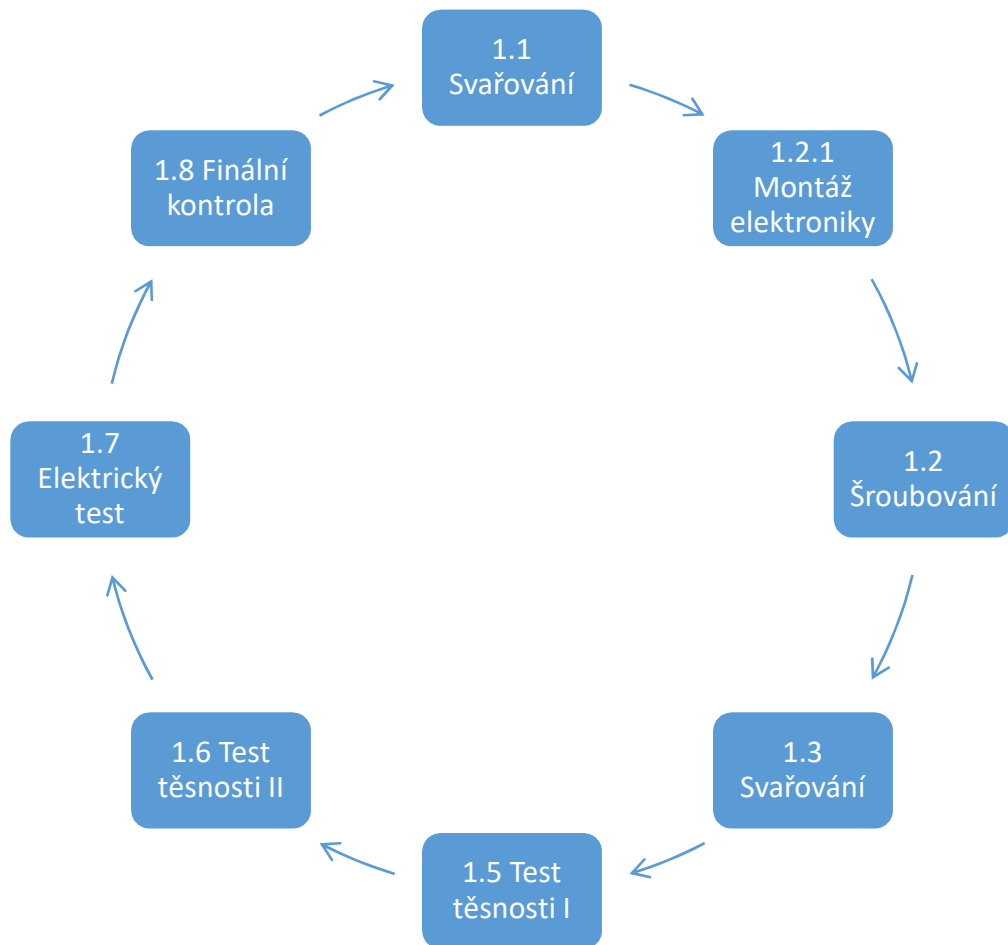 1.1
Svařování
1.2.1
Montáž
elektroniky
1.2
Šroubování
1.3
Svařování
1.5 Test
těsnosti I
1.6 Test
těsnosti II
1.7
Elektrický
test
1.8 Finální
kontrola